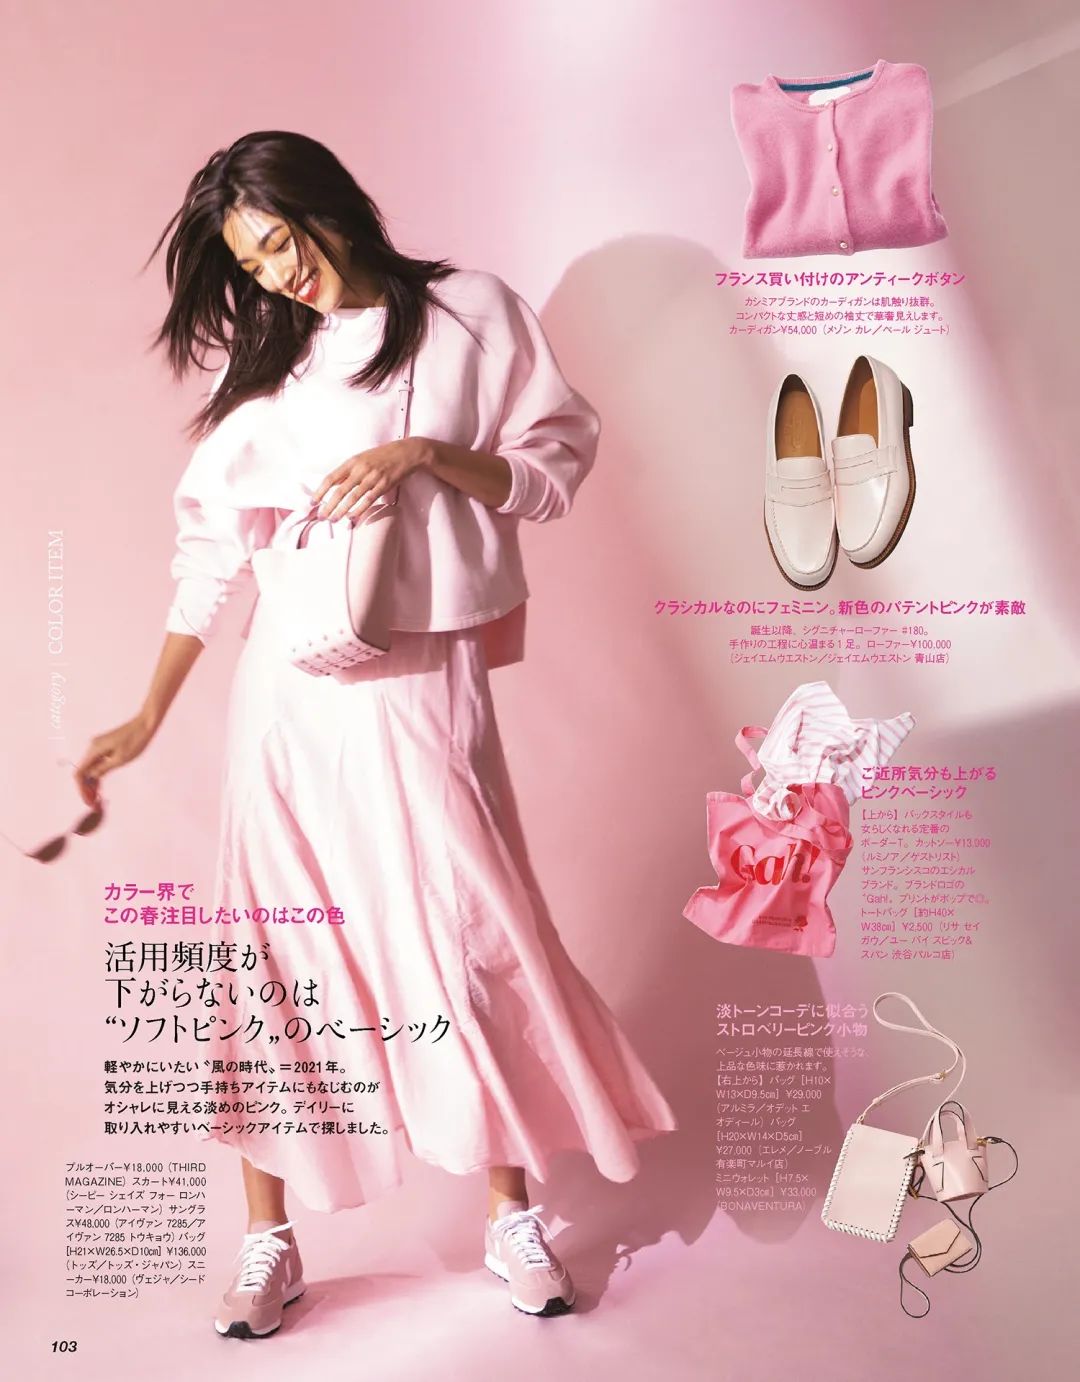 | category | COLOR ITEM
フランス買い付けのアンティークボタン
カシミアブランドのカーディガンは肌触り抜群。
コンパクトな丈感と短めの袖丈で華奢見えします。
カーディガン¥54,000（メゾン カレ／ベール ジュート）
クラシカルなのにフェミニン。新色のパテントピンクが素敵
誕生以降、シグニチャーローファー #180。
手作りの工程に心温まる1足。ローファー¥100,000
（ジェイエムウエストン／ジェイエムウエストン 青山店）
ご近所気分も上がる
ピンクベーシック
【上から】バックスタイルも
女らしくなれる定番の
ボーダーT。カットソー¥13,000
（ルミノア／ゲストリスト）
サンフランシスコのエシカル
ブランド。ブランドロゴの
“Gah!„ プリントがポップで◎。
トートバッグ［約H40×
W38㎝］¥2,500（リサ セイ
ガウ／ユー バイ スピック&
スパン 渋谷パルコ店）
Gah!
淡トーンコーデに似合う
ストロベリーピンク小物
ベージュ小物の延長線で使えそうな、
上品な色味に惹かれます。
【右上から】バッグ［H10×
W13×D9.5㎝］¥29,000
（アルミラ／オデット エ
オディール）バッグ
［H20×W14×D5㎝］
¥27,000（エレメ／ノーブル
有楽町マルイ店）
ミニウォレット［H7.5×
W9.5×D3㎝］¥33,000
（BONAVENTURA）
カラー界で
この春注目したいのはこの色
活用頻度が
下がらないのは
“ソフトピンク„のベーシック
軽やかにいたい〝風の時代〟＝2021年。
気分を上げつつ手持ちアイテムにもなじむのが
オシャレに見える淡めのピンク。デイリーに
取り入れやすいベーシックアイテムで探しました。
プルオーバー¥18,000（THIRD
MAGAZINE）スカート¥41,000
（シーピー シェイズ フォー ロンハ
ーマン／ロンハーマン）サングラ
ス¥48,000（アイヴァン 7285／ア
イヴァン 7285 トウキョウ）バッグ
［H21×W26.5×D10㎝］¥136,000
（トッズ／トッズ・ジャパン）スニ
ーカー¥18,000（ヴェジャ／シード
コーポレーション）
103